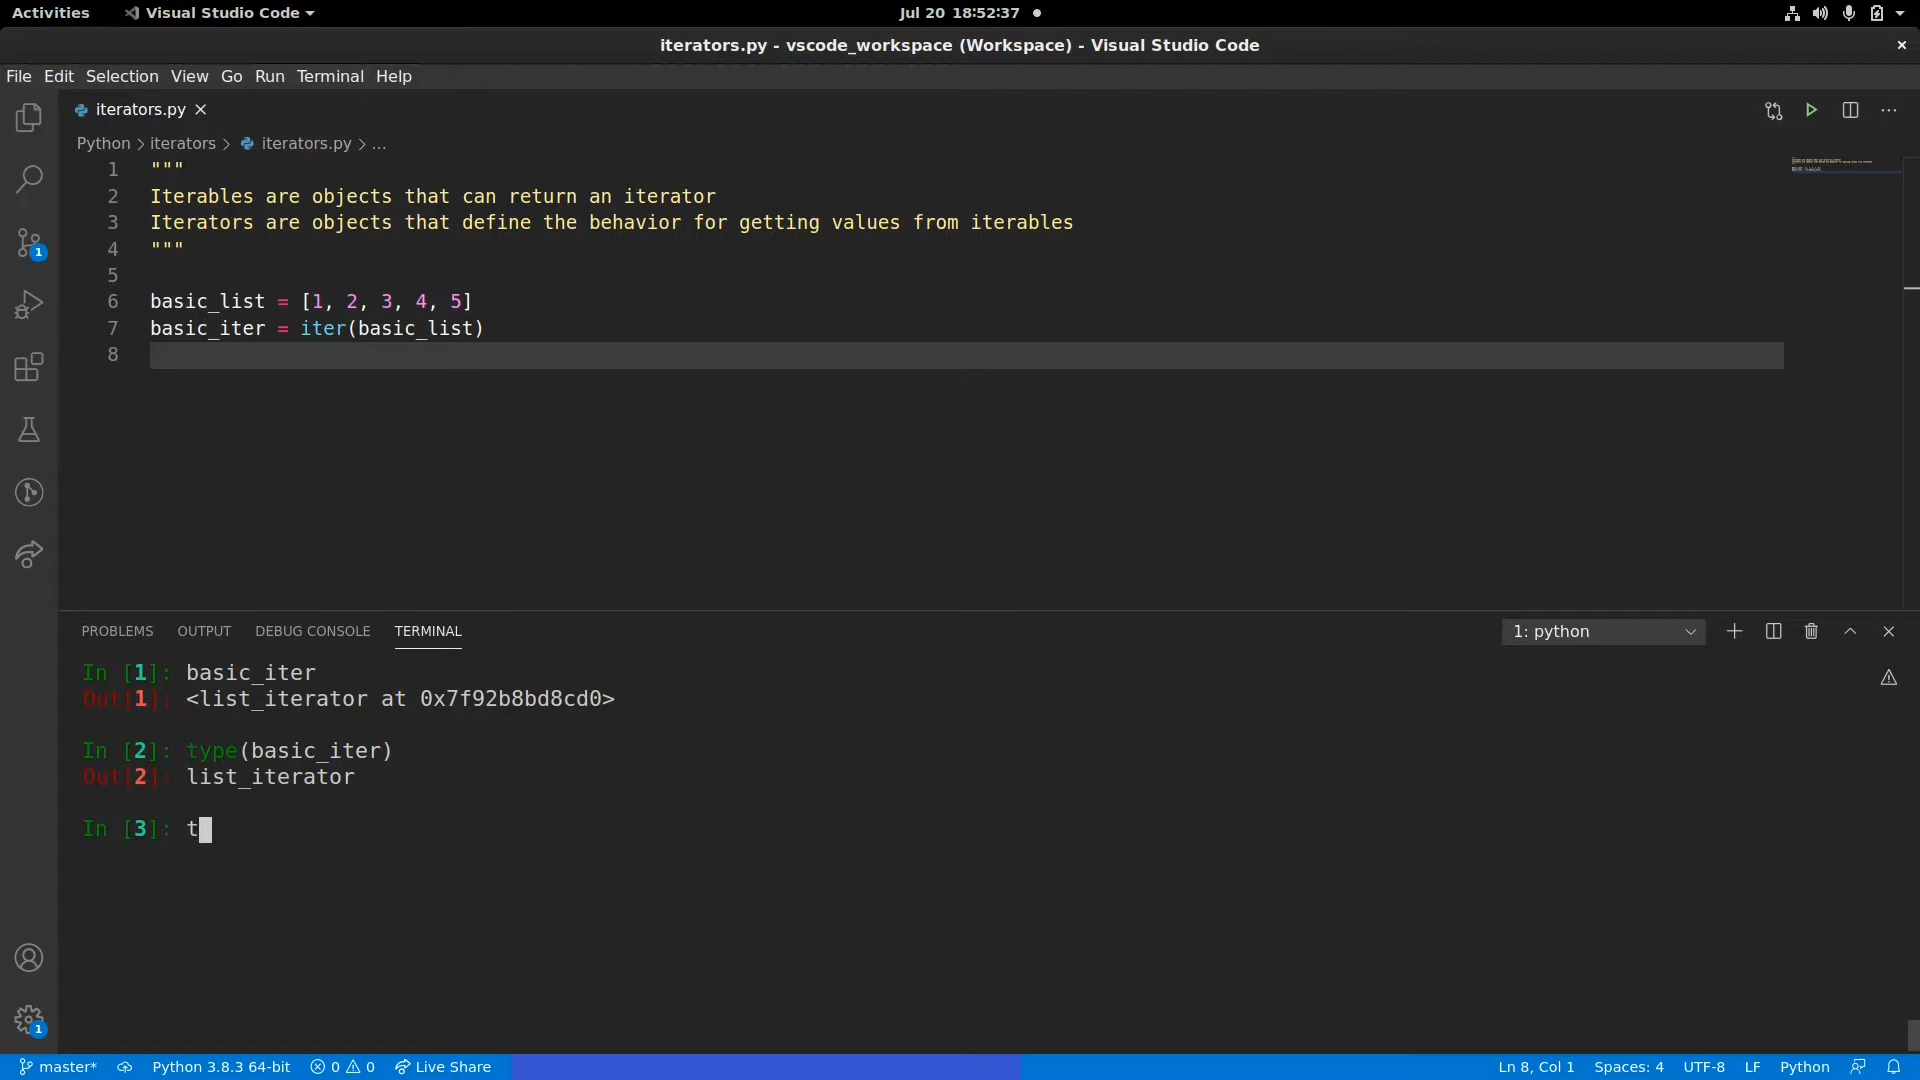 Activities Visual Studio Code Jul 20 18:52:37
iterators.py - vscode_workspace (Workspace) - Visual Studio Code
File Edit Selection View Go Run Terminal Help
iterators.py
Python > iterators > iterators.py > ...
1 """
2 Iterables are objects that can return an iterator
3 Iterators are objects that define the behavior for getting values from iterables
4 """
5
6 basic_list = [1, 2, 3, 4, 5]
7 basic_iter = iter(basic_list)
8
1
PROBLEMS OUTPUT DEBUG CONSOLE TERMINAL 1: python
In [1]: basic_iter
Out[1]: <list_iterator at 0x7f92b8bd8cd0>
In [2]: type(basic_iter)
Out[2]: list_iterator
In [3]: t
1
master* Python 3.8.3 64-bit 0 0 Live Share Ln 8, Col 1 Spaces: 4 UTF-8 LF Python